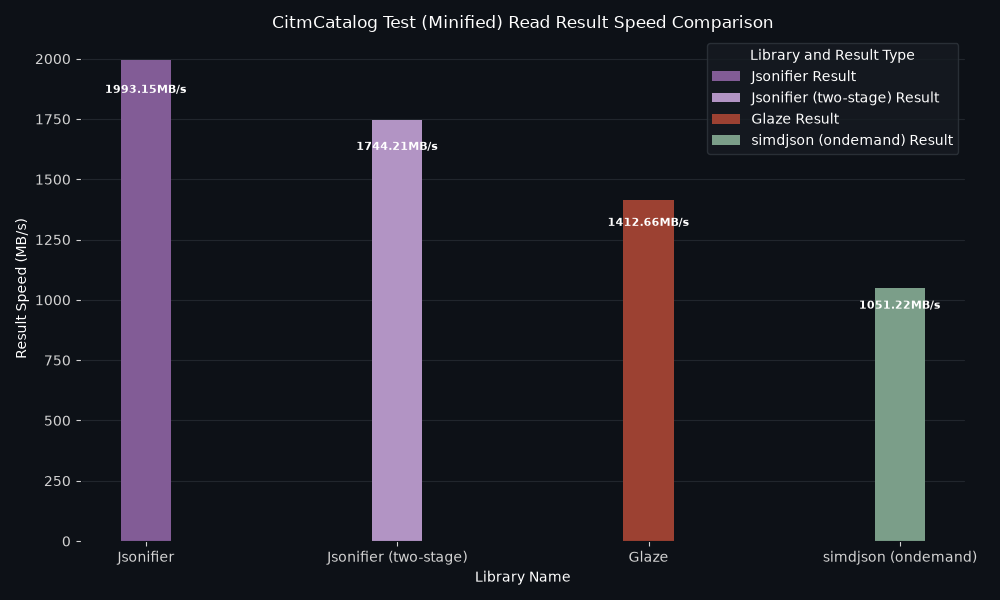 CitmCatalog Test (Minified) Read Result Speed Comparison
Library and Result Type
Jsonifier Result
Jsonifier (two-stage) Result
Glaze Result
simdjson (ondemand) Result
Result Speed (MB/s)
2000
1750
1500
1250
1000
750
500
250
0
1993.15MB/s
1744.21MB/s
1412.66MB/s
1051.22MB/s
Jsonifier
Jsonifier (two-stage)
Glaze
simdjson (ondemand)
Library Name